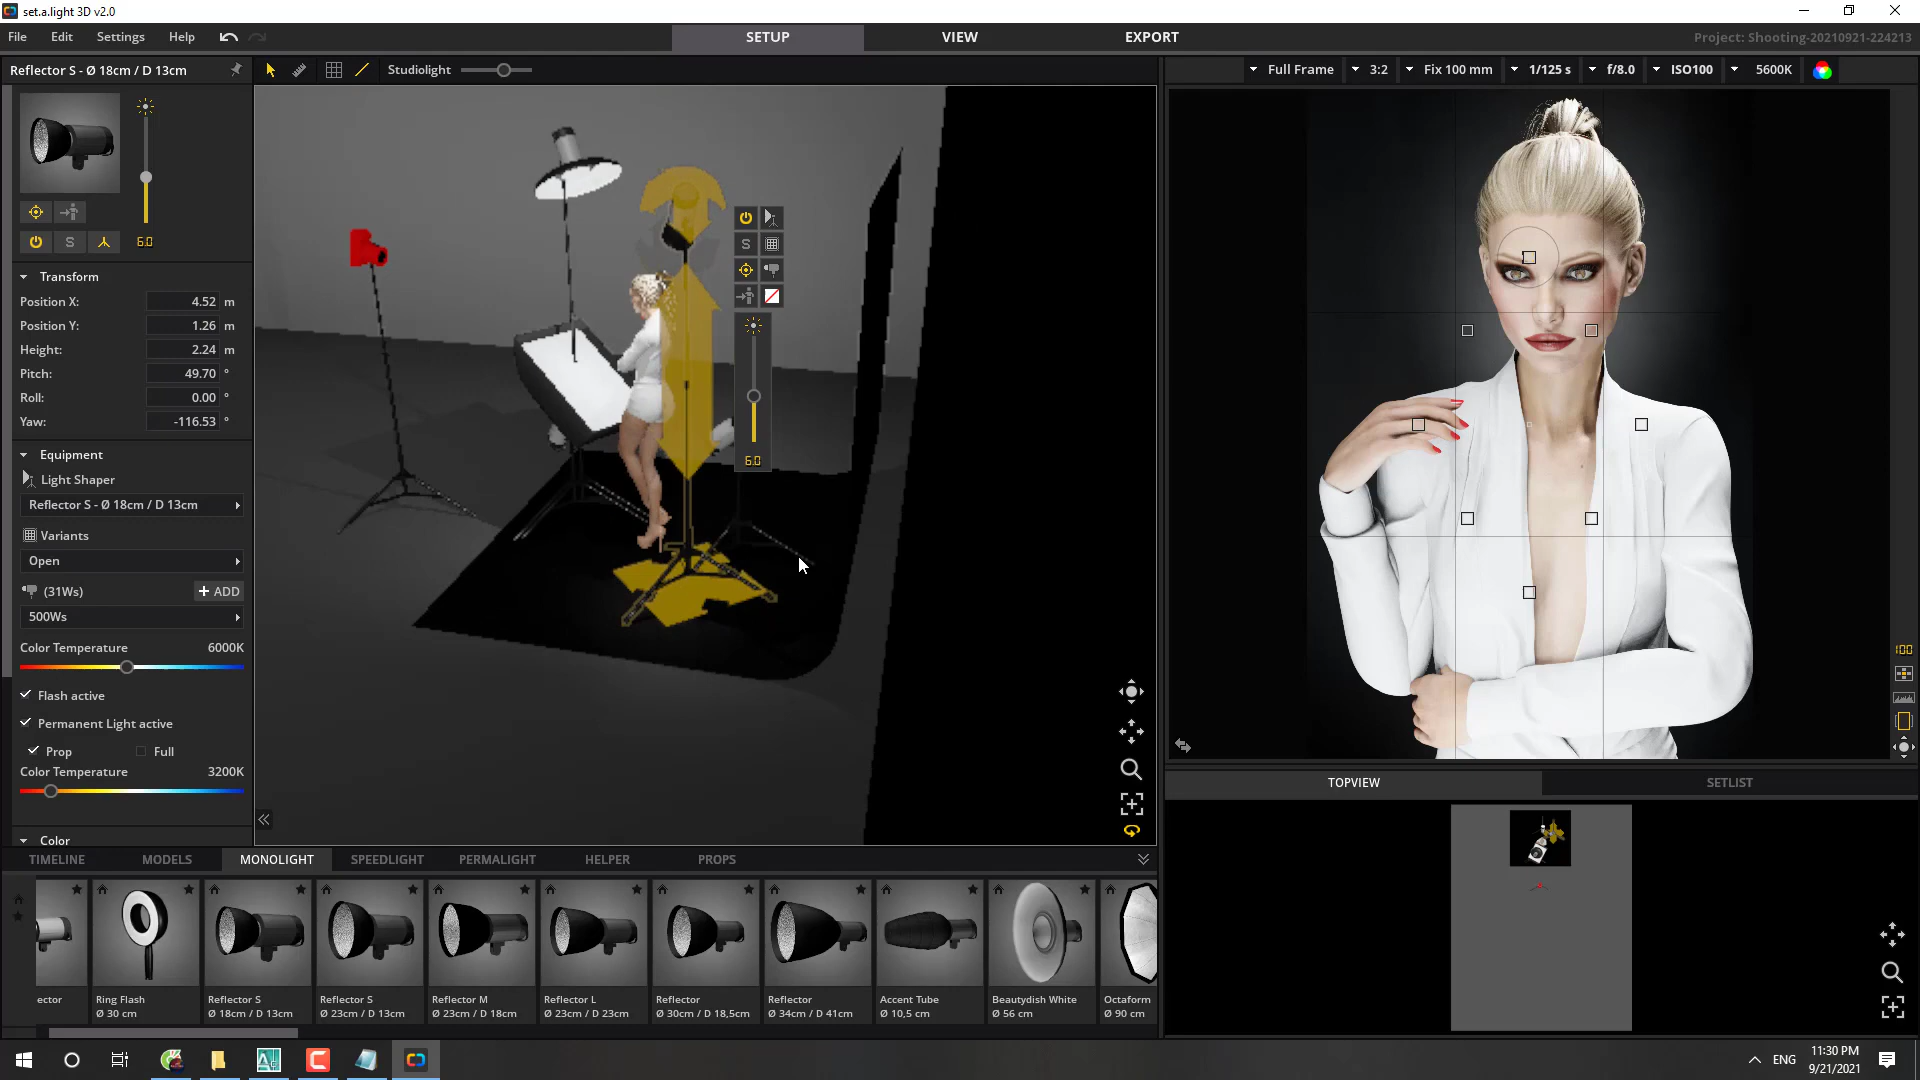 set.a.light 3D v2.0
File Edit Settings Help
SETUP VIEW EXPORT
Project: Shooting-20210921-224213
Reflector S - Ø 18cm / D 13cm
Studiolight
Full Frame 3:2 Fix 100 mm 1/125 s f/8.0 ISO100 5600K
S 6.0
Transform
Position X: 4.52 m
Position Y: 1.26 m
Height: 2.24 m
Pitch: 49.70 °
Roll: 0.00 °
Yaw: -116.53 °
Equipment
Light Shaper
Reflector S - Ø 18cm / D 13cm
Variants
Open
(31Ws) + ADD
500Ws
Color Temperature 6000K
Flash active
Permanent Light active
Prop Full
Color Temperature 3200K
Color
S
6.0
100
TOPVIEW SETLIST
TIMELINE MODELS MONOLIGHT SPEEDLIGHT PERMALIGHT HELPER PROPS
ector
Ring Flash
Ø 30 cm
Reflector S
Ø 18cm / D 13cm
Reflector S
Ø 23cm / D 13cm
Reflector M
Ø 23cm / D 18cm
Reflector L
Ø 23cm / D 23cm
Reflector
Ø 30cm / D 18,5cm
Reflector
Ø 34cm / D 41cm
Accent Tube
Ø 10,5 cm
Beautydish White
Ø 56 cm
Octaform
Ø 90 cm
ENG
11:30 PM
9/21/2021